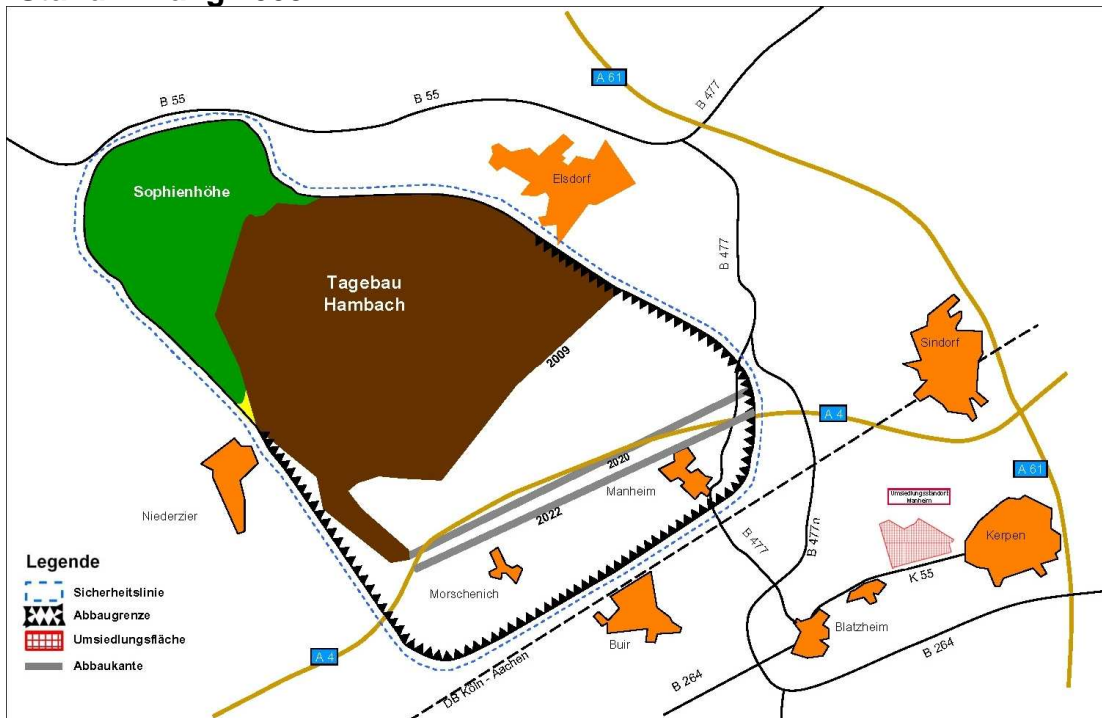 B 55
B 55
A 61
B 477
Sophienhöhe
Elsdorf
B 477
Tagebau
Hambach
2009
Sindorf
A 4
2020
Manheim
2022
Niederzier
Umsiedlungsstandort
Manheim
A 61
B 477
B 477n
Kerpen
K 55
Morschenich
Buir
Blatzheim
A 4
DB Köln - Aachen
B 264
B 264
Legende
Sicherheitslinie
Abbaugrenze
Umsiedlungsfläche
Abbaukante